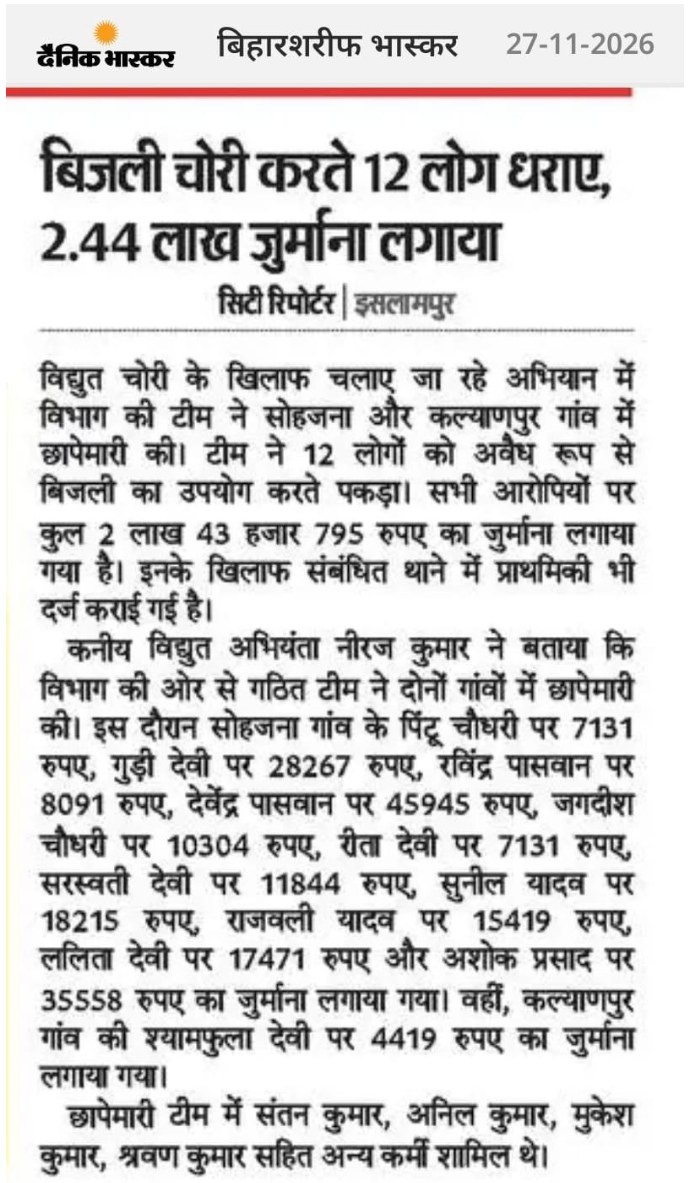 दैनिक भास्कर
बिहारशरीफ भास्कर
27-11-2026
बिजली चोरी करते 12 लोग धराए,
2.44 लाख जुर्माना लगाया
सिटी रिपोर्टर | इसलामपुर
विद्युत चोरी के खिलाफ चलाए जा रहे अभियान में
विभाग की टीम ने सोहजना और कल्याणपुर गांव में
छापेमारी की। टीम ने 12 लोगों को अवैध रूप से
बिजली का उपयोग करते पकड़ा। सभी आरोपियों पर
कुल 2 लाख 43 हजार 795 रुपए का जुर्माना लगाया
गया है। इनके खिलाफ संबंधित थाने में प्राथमिकी भी
दर्ज कराई गई है।
कनीय विद्युत अभियंता नीरज कुमार ने बताया कि
विभाग की ओर से गठित टीम ने दोनों गांवों में छापेमारी
की। इस दौरान सोहजना गांव के पिंटू चौधरी पर 7131
रुपए, गुड़ी देवी पर 28267 रुपए, रविंद्र पासवान पर
8091 रुपए, देवेंद्र पासवान पर 45945 रुपए, जगदीश
चौधरी पर 10304 रुपए, रीता देवी पर 7131 रुपए,
सरस्वती देवी पर 11844 रुपए, सुनील यादव पर
18215 रुपए, राजवली यादव पर 15419 रुपए,
ललिता देवी पर 17471 रुपए और अशोक प्रसाद पर
35558 रुपए का जुर्माना लगाया गया। वहीं, कल्याणपुर
गांव की श्यामफुला देवी पर 4419 रुपए का जुर्माना
लगाया गया।
छापेमारी टीम में संतन कुमार, अनिल कुमार, मुकेश
कुमार, श्रवण कुमार सहित अन्य कर्मी शामिल थे।